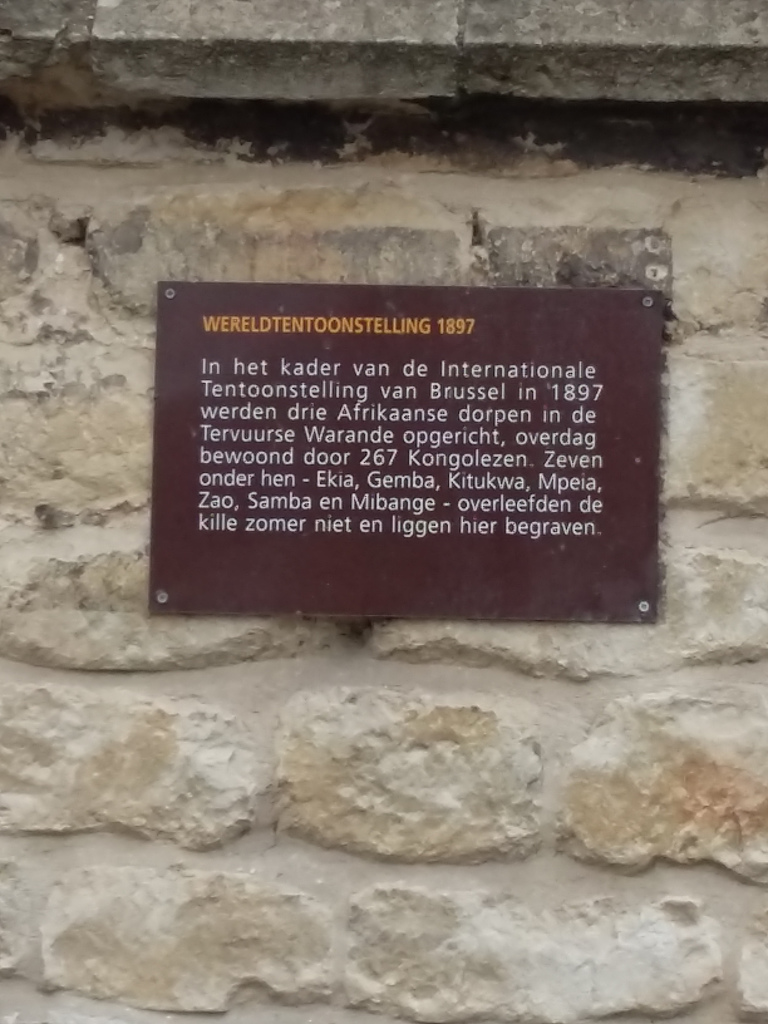 WERELDTENTOONSTELLING 1897
In het kader van de Internationale
Tentoonstelling van Brussel in 1897
werden drie Afrikaanse dorpen in de
Tervuurse Warande opgericht, overdag
bewoond door 267 Kongolezen. Zeven
onder hen - Ekia, Gemba, Kitukwa, Mpeia,
Zao, Samba en Mibange - overleefden de
kille zomer niet en liggen hier begraven.